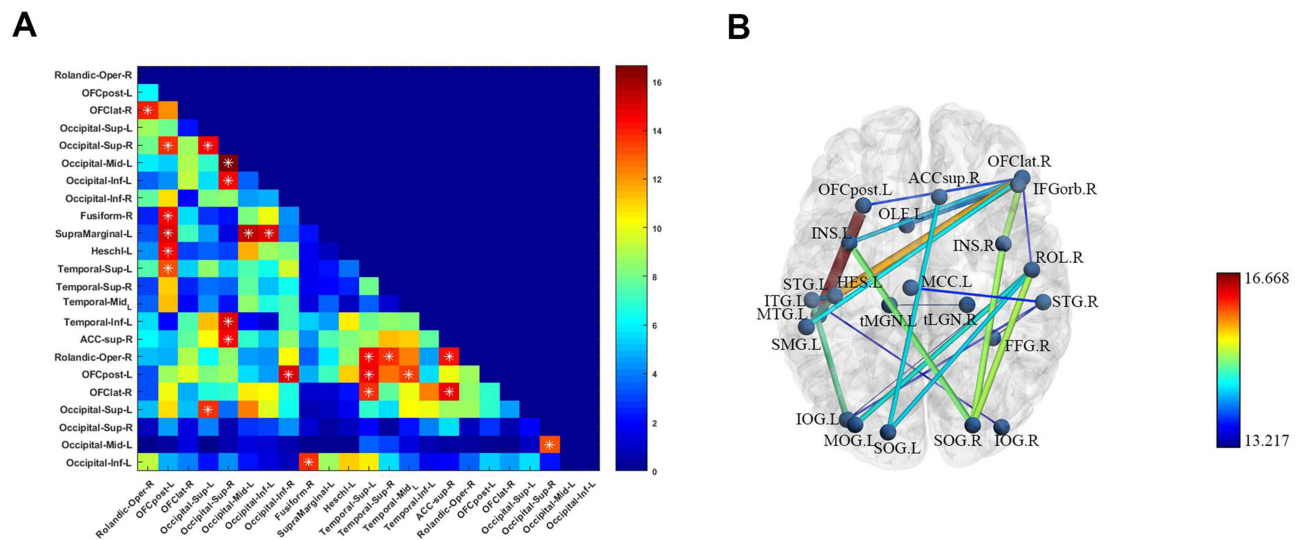 A
B
Rolandic-Oper-R
OFCpost-L
OFClat-R
Occipital-Sup-L
Occipital-Sup-R
Occipital-Mid-L
Occipital-Inf-L
Occipital-Inf-R
Fusiform-R
SupraMarginal-L
Heschl-L
Temporal-Sup-L
Temporal-Sup-R
Temporal-Mid_L
Temporal-Inf-L
ACC-sup-R
Rolandic-Oper-R
OFCpost-L
OFClat-R
Occipital-Sup-L
Occipital-Sup-R
Occipital-Mid-L
Occipital-Inf-L
Rolandic-Oper-R
OFCpost-L
OFClat-R
Occipital-Sup-L
Occipital-Sup-R
Occipital-Mid-L
Occipital-Inf-L
Occipital-Inf-R
Fusiform-R
SupraMarginal-L
Heschl-L
Temporal-Sup-L
Temporal-Sup-R
Temporal-Mid_L
Temporal-Inf-L
ACC-sup-R
Rolandic-Oper-R
OFCpost-L
OFClat-R
Occipital-Sup-L
Occipital-Sup-R
Occipital-Mid-L
Occipital-Inf-L
16
14
12
10
8
6
4
2
0
OFClat.R
ACCsup.R
OFCpost.L
IFGorb.R
OLF.L
INS.L
INS.R
ROL.R
STG.L
HES.L
MCC.L
ITG.L
STG.R
MTG.L
tMGN.L
tLGN.R
SMG.L
FFG.R
IOG.L
MOG.L
SOG.L
SOG.R
IOG.R
16.668
13.217